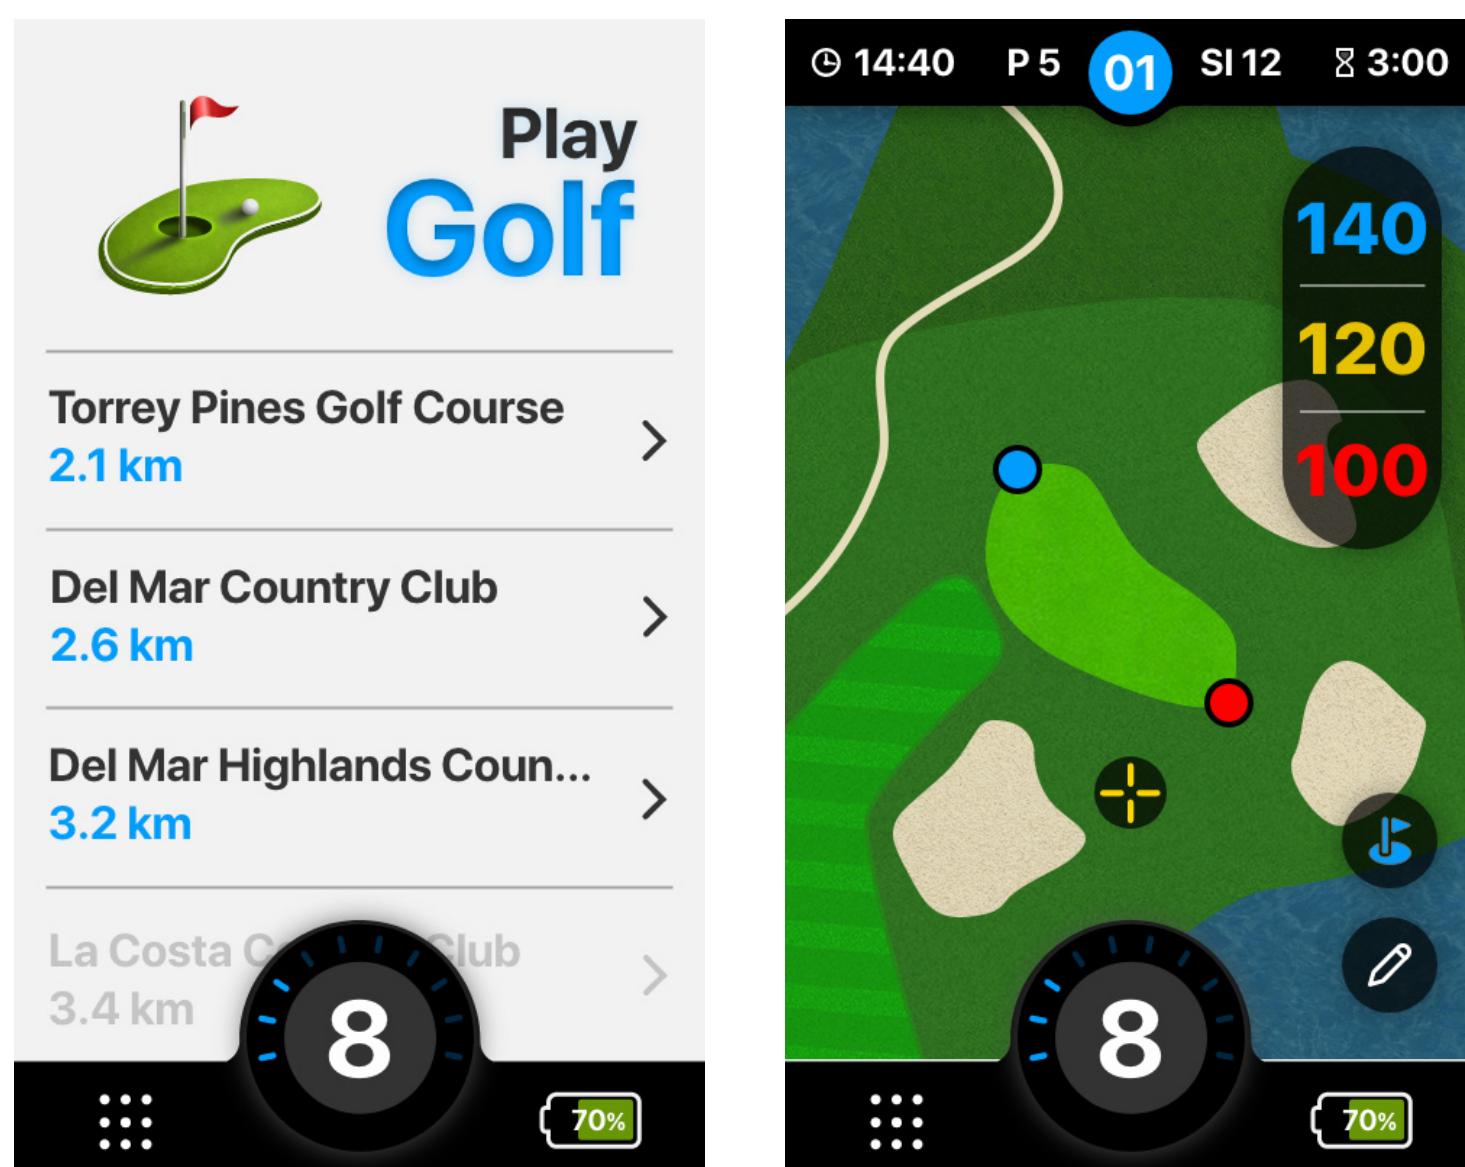 Play
Golf
Torrey Pines Golf Course
2.1 km
Del Mar Country Club
2.6 km
Del Mar Highlands Coun...
3.2 km
La Costa C
Club
3.4 km
8
70%
14:40
P 5
01
SI 12
3:00
140
120
100
8
70%